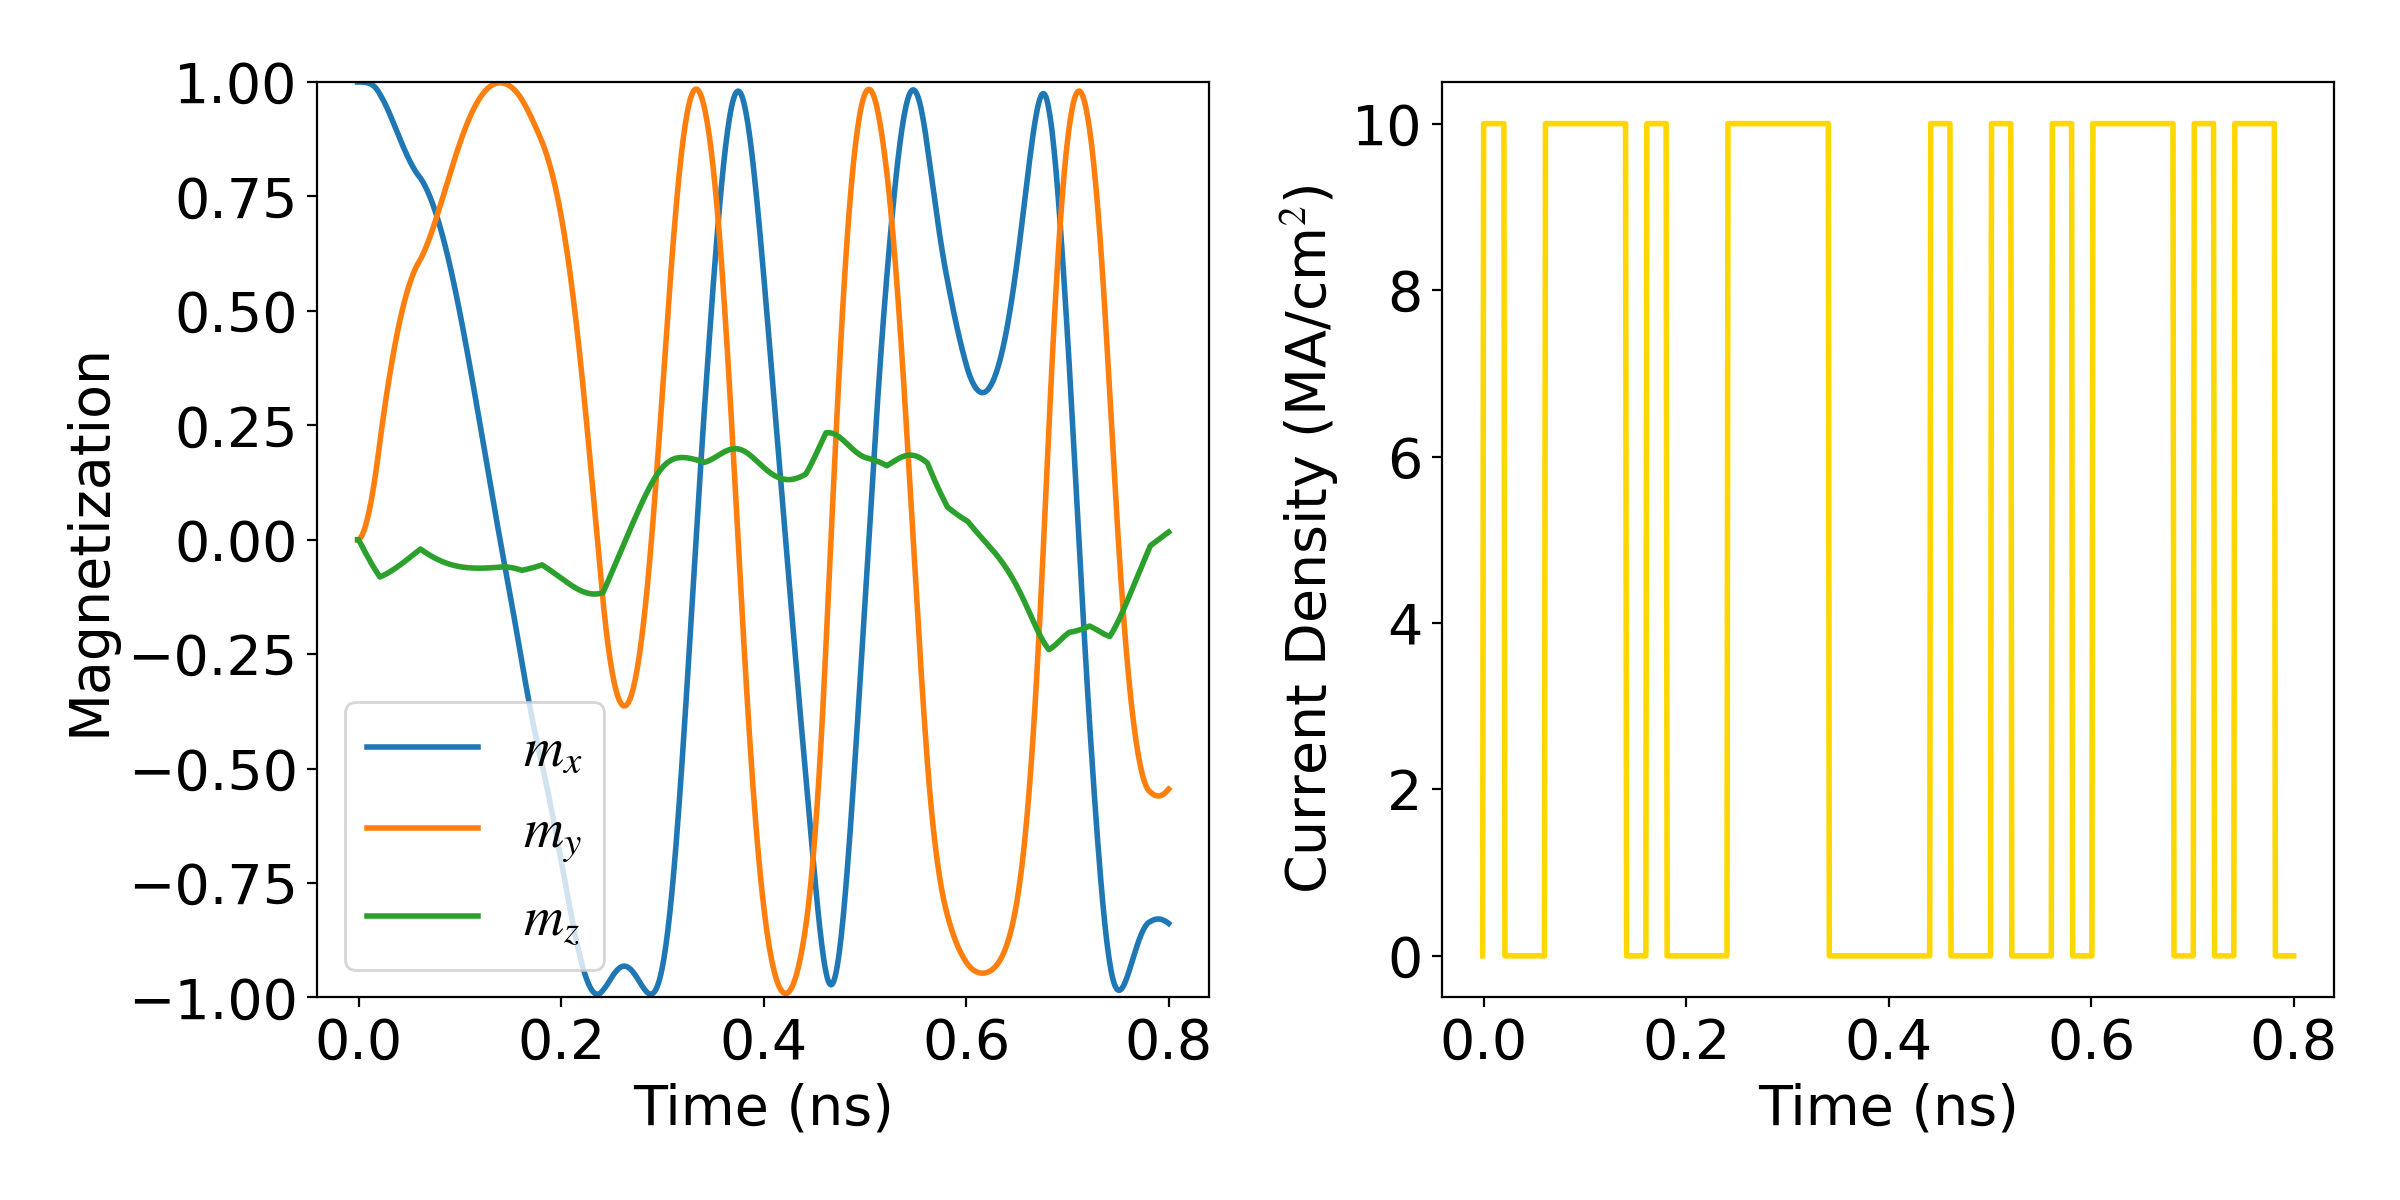 1.00
0.75
0.50
0.25
0.00
−0.25
−0.50
−0.75
−1.00
Magnetization
m_x
m_y
m_z
0.0 0.2 0.4 0.6 0.8
Time (ns)
10
8
6
4
2
0
Current Density (MA/cm²)
0.0 0.2 0.4 0.6 0.8
Time (ns)